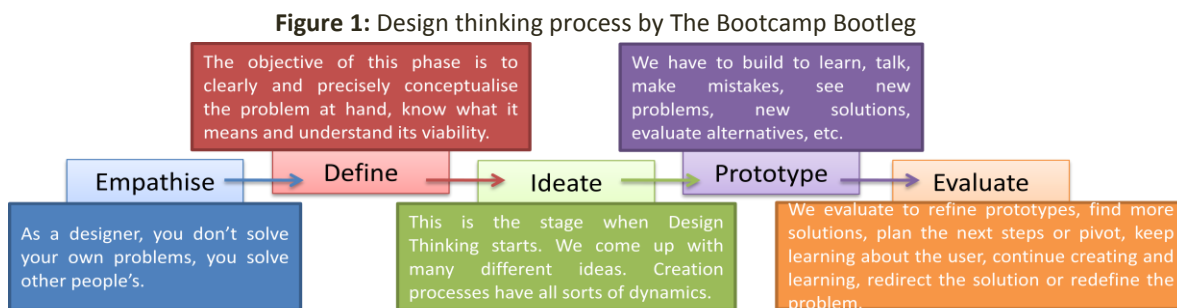 Figure 1: Design thinking process by The Bootcamp Bootleg
Empathise
As a designer, you don’t solve
your own problems, you solve
other people’s.
The objective of this phase is to
clearly and precisely conceptualise
the problem at hand, know what it
means and understand its viability.
Define
Ideate
This is the stage when Design
Thinking starts. We come up with
many different ideas. Creation
processes have all sorts of dynamics.
We have to build to learn, talk,
make mistakes, see new
problems, new solutions,
evaluate alternatives, etc.
Prototype
Evaluate
We evaluate to refine prototypes, find more
solutions, plan the next steps or pivot, keep
learning about the user, continue creating and
learning, redirect the solution or redefine the
problem.